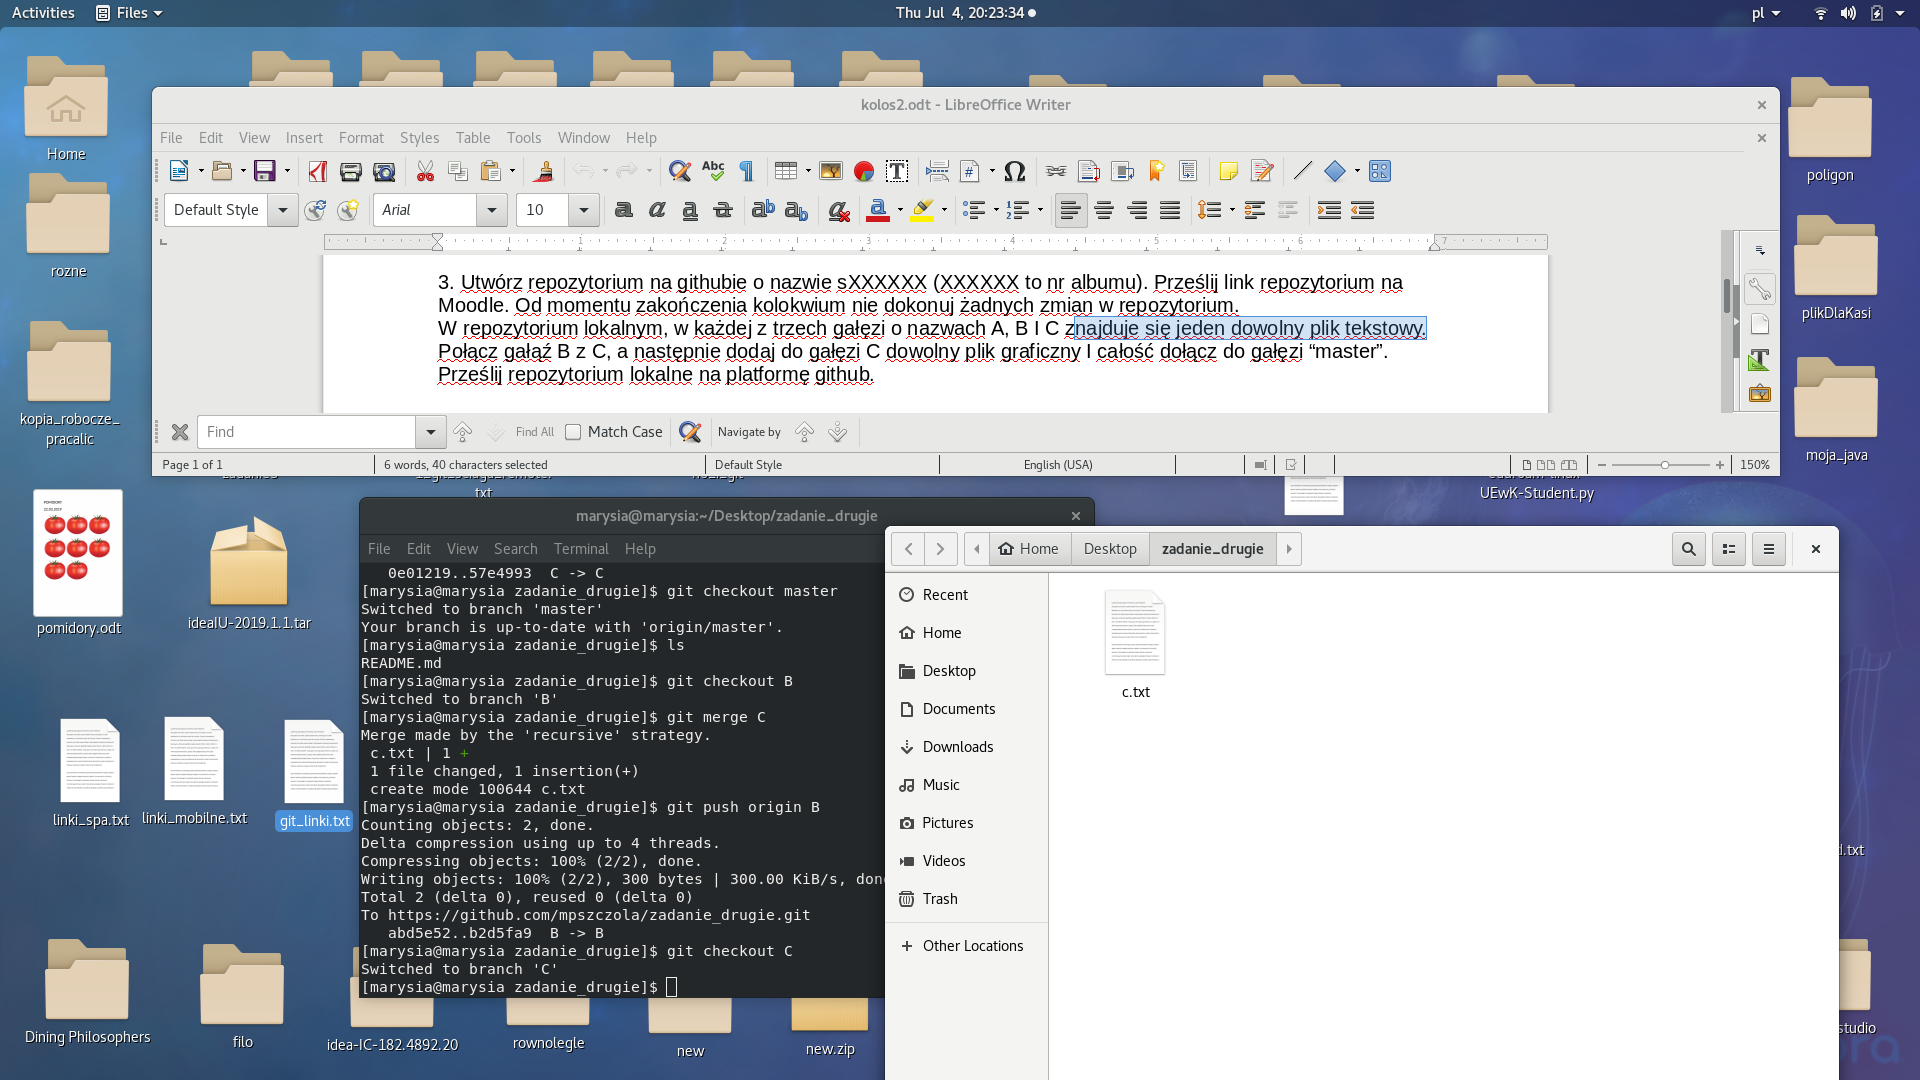 Activities
Files
Thu Jul 4, 20:23:34
pl
Home
rozne
kopia_robocze_
pracalic
POMIDORY
pomidory.odt
ideaIU-2019.1.1.tar
linki_spa.txt
linki_mobilne.txt
git_linki.txt
Dining Philosophers
filo
idea-IC-182.4892.20
rownolegle
new
new.zip
poligon
plikDlaKasi
moja_java
UEwK-Student.py
txt
studio
kolos2.odt - LibreOffice Writer
File Edit View Insert Format Styles Table Tools Window Help
Default Style
Arial
10
1 2 3 4 5 6 7
3. Utwórz repozytorium na githubie o nazwie sXXXXXX (XXXXXX to nr albumu). Prześlij link repozytorium na
Moodle. Od momentu zakończenia kolokwium nie dokonuj żadnych zmian w repozytorium.
W repozytorium lokalnym, w każdej z trzech gałęzi o nazwach A, B I C znajduje się jeden dowolny plik tekstowy.
Połącz gałąź B z C, a następnie dodaj do gałęzi C dowolny plik graficzny I całość dołącz do gałęzi “master”.
Prześlij repozytorium lokalne na platformę github.
Find
Find All
Match Case
Navigate by
Page 1 of 1
6 words, 40 characters selected
Default Style
English (USA)
150%
marysia@marysia:~/Desktop/zadanie_drugie
File Edit View Search Terminal Help
0e01219..57e4993 C -> C
[marysia@marysia zadanie_drugie]$ git checkout master
Switched to branch 'master'
Your branch is up-to-date with 'origin/master'.
[marysia@marysia zadanie_drugie]$ ls
README.md
[marysia@marysia zadanie_drugie]$ git checkout B
Switched to branch 'B'
[marysia@marysia zadanie_drugie]$ git merge C
Merge made by the 'recursive' strategy.
c.txt | 1 +
1 file changed, 1 insertion(+)
create mode 100644 c.txt
[marysia@marysia zadanie_drugie]$ git push origin B
Counting objects: 2, done.
Delta compression using up to 4 threads.
Compressing objects: 100% (2/2), done.
Writing objects: 100% (2/2), 300 bytes | 300.00 KiB/s, don
Total 2 (delta 0), reused 0 (delta 0)
To https://github.com/mpszczola/zadanie_drugie.git
abd5e52..b2d5fa9 B -> B
[marysia@marysia zadanie_drugie]$ git checkout C
Switched to branch 'C'
[marysia@marysia zadanie_drugie]$
Home
Desktop
zadanie_drugie
Recent
Home
Desktop
Documents
Downloads
Music
Pictures
Videos
Trash
Other Locations
c.txt